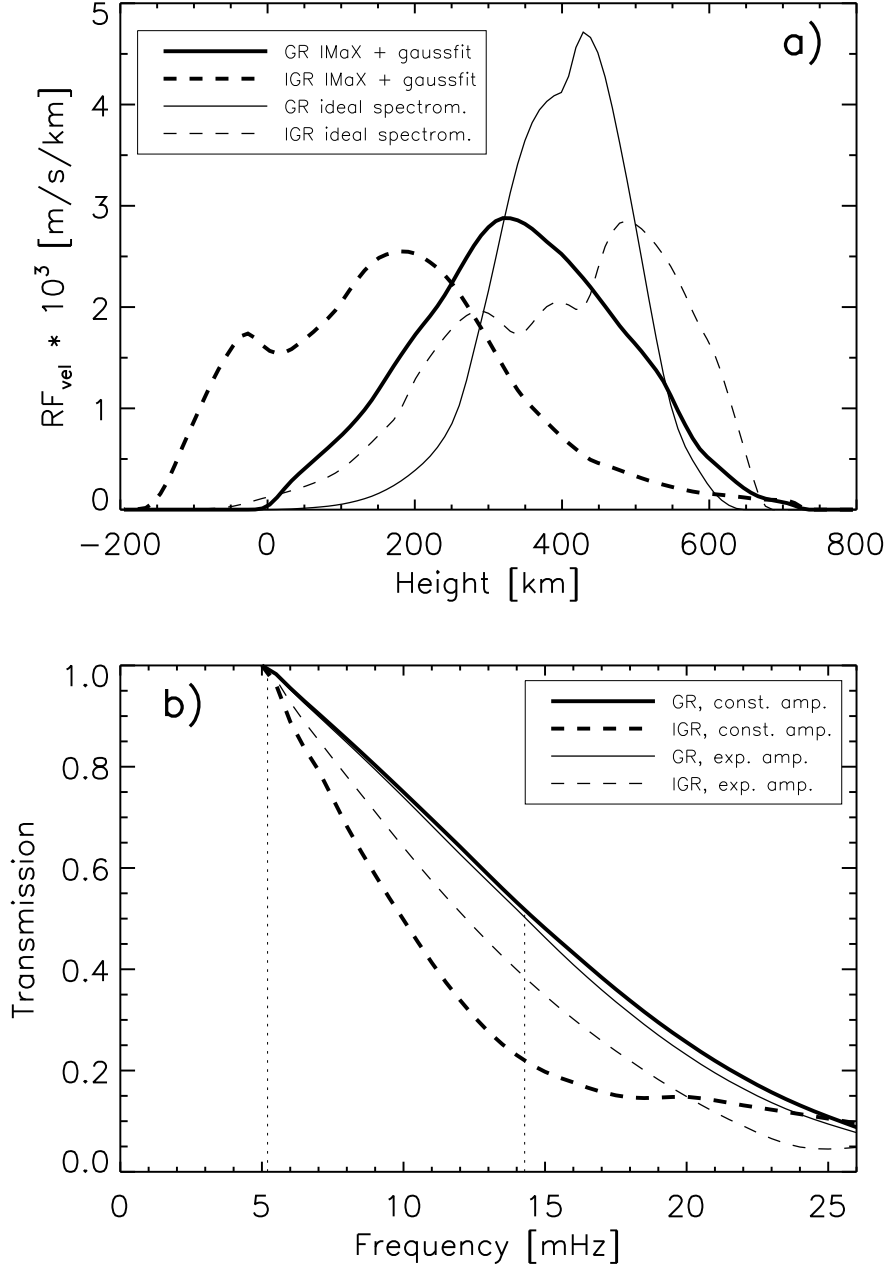 a)
GR IMaX + gaussfit
IGR IMaX + gaussfit
GR ideal spectrom.
IGR ideal spectrom.
5
4
3
2
1
0
RFvel * 10³ [m/s/km]
-200 0 200 400 600 800
Height [km]
b)
GR, const. amp.
IGR, const. amp.
GR, exp. amp.
IGR, exp. amp.
1.0
0.8
0.6
0.4
0.2
0.0
Transmission
0 5 10 15 20 25
Frequency [mHz]